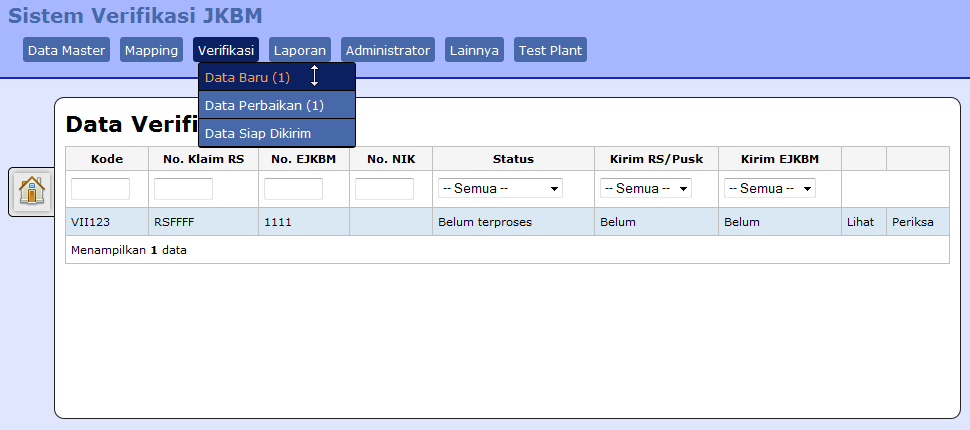 Sistem Verifikasi JKBM
Data Master Mapping Verifikasi Laporan Administrator Lainnya Test Plant
Data Baru (1)
Data Perbaikan (1)
Data Siap Dikirim
Data Verifi
Kode No. Klaim RS No. EJKBM No. NIK Status Kirim RS/Pusk Kirim EJKBM
-- Semua -- -- Semua -- -- Semua --
VII123 RSFFFF 1111 Belum terproses Belum Belum Lihat Periksa
Menampilkan 1 data